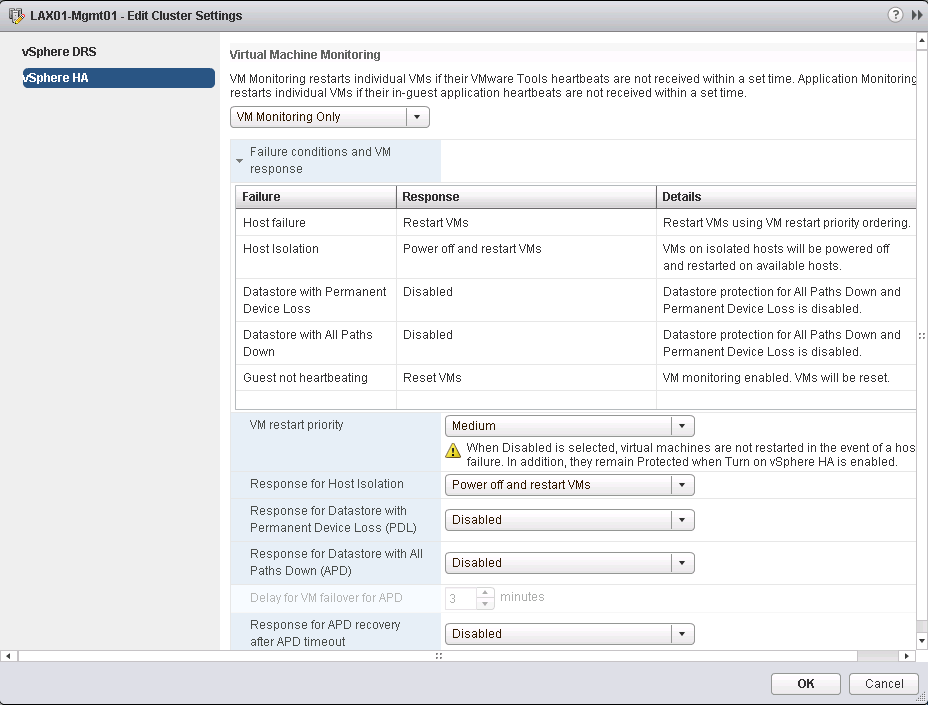 LAX01-Mgmt01 - Edit Cluster Settings
?
vSphere DRS
vSphere HA
Virtual Machine Monitoring
VM Monitoring restarts individual VMs if their VMware Tools heartbeats are not received within a set time. Application Monitoring
restarts individual VMs if their in-guest application heartbeats are not received within a set time.
VM Monitoring Only
Failure conditions and VM
response
Failure Response Details
Host failure Restart VMs Restart VMs using VM restart priority ordering.
Host Isolation Power off and restart VMs VMs on isolated hosts will be powered off
and restarted on available hosts.
Datastore with Permanent Disabled Datastore protection for All Paths Down and
Device Loss Permanent Device Loss is disabled.
Datastore with All Paths Disabled Datastore protection for All Paths Down and
Down Permanent Device Loss is disabled.
Guest not heartbeating Reset VMs VM monitoring enabled. VMs will be reset.
VM restart priority Medium
When Disabled is selected, virtual machines are not restarted in the event of a hos
failure. In addition, they remain Protected when Turn on vSphere HA is enabled.
Response for Host Isolation Power off and restart VMs
Response for Datastore with
Permanent Device Loss (PDL) Disabled
Response for Datastore with All
Paths Down (APD) Disabled
Delay for VM failover for APD 3 minutes
Response for APD recovery
after APD timeout Disabled
OK Cancel